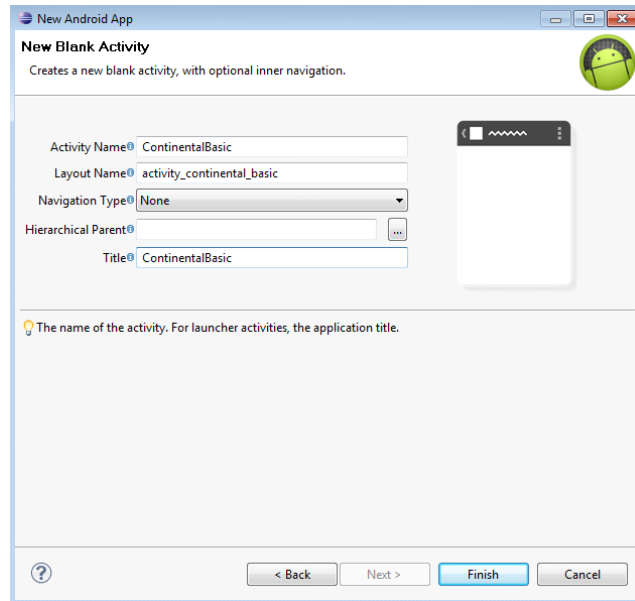 New Android App
New Blank Activity
Creates a new blank activity, with optional inner navigation.
Activity Name ContinentalBasic
Layout Name activity_continental_basic
Navigation Type None
Hierarchical Parent ...
Title ContinentalBasic
The name of the activity. For launcher activities, the application title.
? < Back Next > Finish Cancel